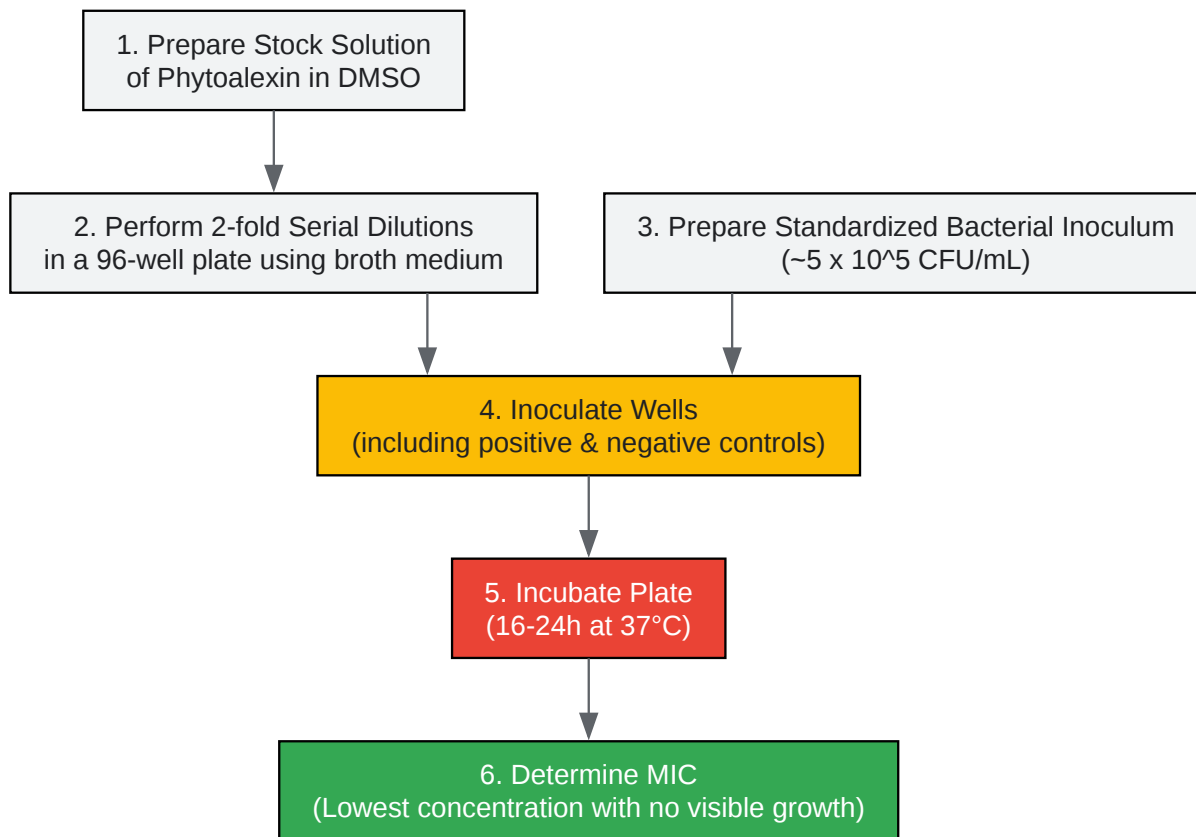 1. Prepare Stock Solution
of Phytoalexin in DMSO
2. Perform 2-fold Serial Dilutions
in a 96-well plate using broth medium
3. Prepare Standardized Bacterial Inoculum
(~5 x 10^5 CFU/mL)
4. Inoculate Wells
(including positive & negative controls)
5. Incubate Plate
(16-24h at 37°C)
6. Determine MIC
(Lowest concentration with no visible growth)